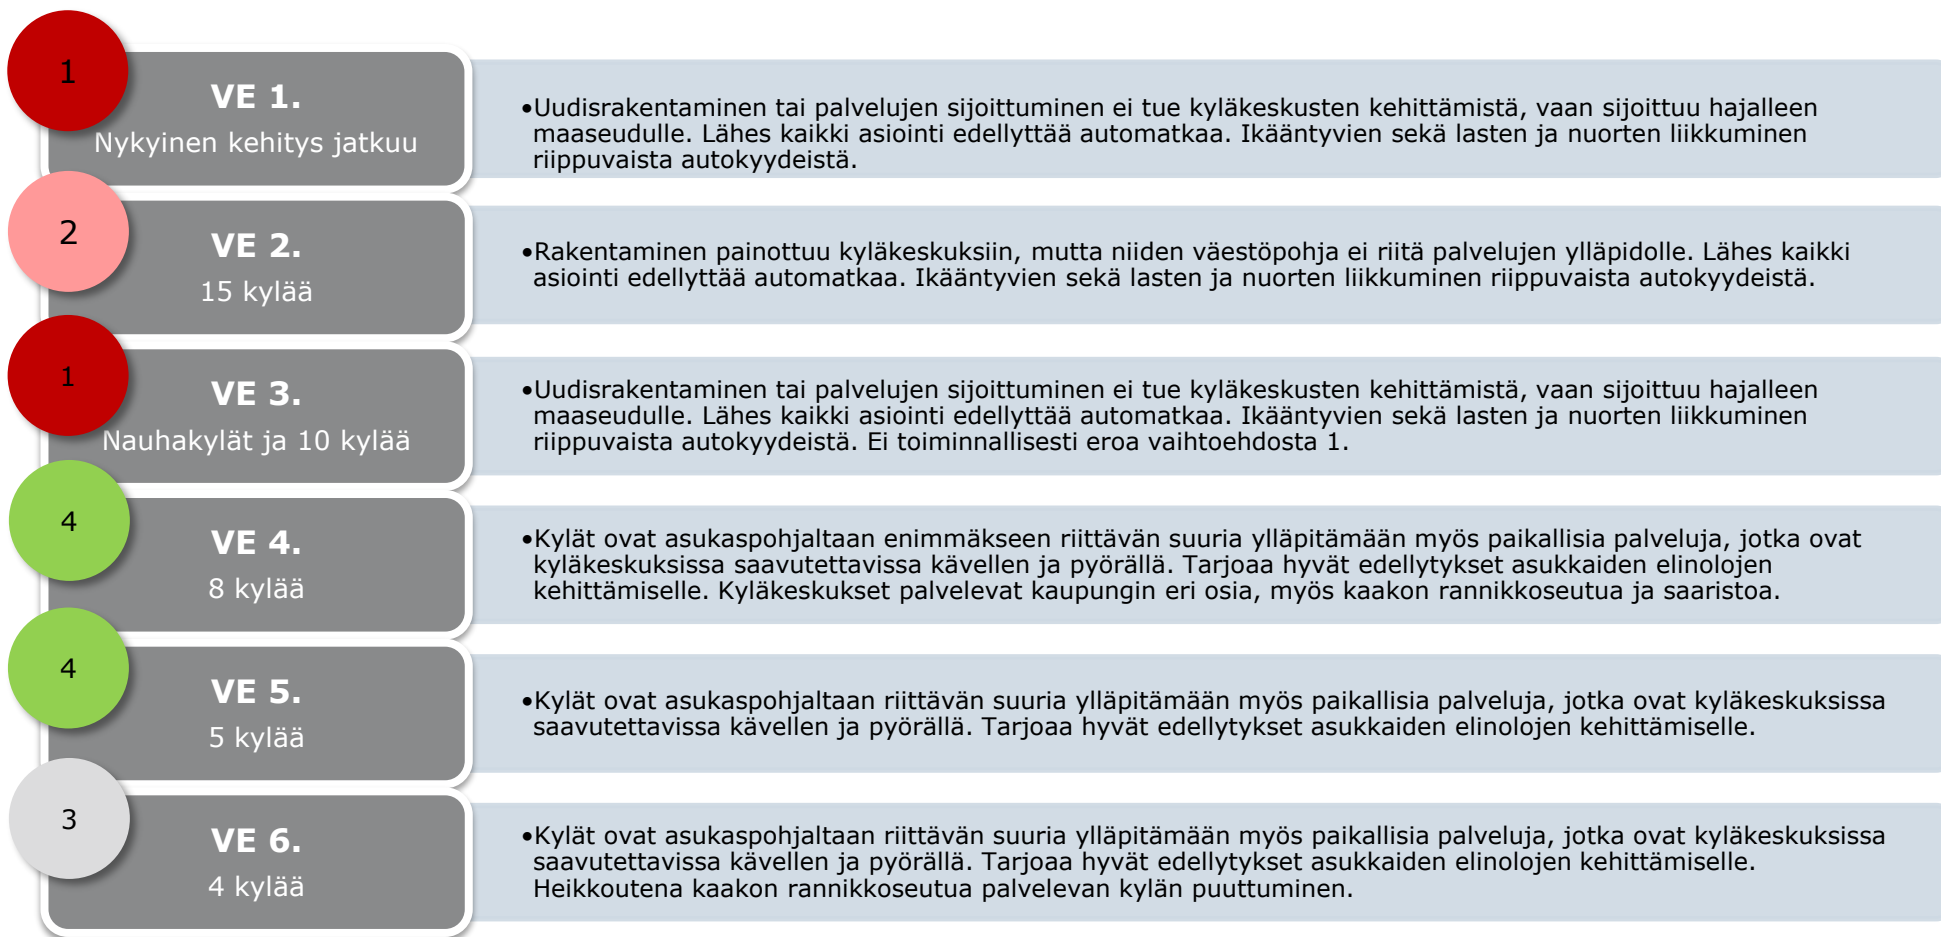 1
VE 1.
Nykyinen kehitys jatkuu
•Uudisrakentaminen tai palvelujen sijoittuminen ei tue kyläkeskusten kehittämistä, vaan sijoittuu hajalleen
maaseudulle. Lähes kaikki asiointi edellyttää automatkaa. Ikääntyvien sekä lasten ja nuorten liikkuminen
riippuvaista autokyydeistä.
2
VE 2.
15 kylää
•Rakentaminen painottuu kyläkeskuksiin, mutta niiden väestöpohja ei riitä palvelujen ylläpidolle. Lähes kaikki
asiointi edellyttää automatkaa. Ikääntyvien sekä lasten ja nuorten liikkuminen riippuvaista autokyydeistä.
1
VE 3.
Nauhakylät ja 10 kylää
•Uudisrakentaminen tai palvelujen sijoittuminen ei tue kyläkeskusten kehittämistä, vaan sijoittuu hajalleen
maaseudulle. Lähes kaikki asiointi edellyttää automatkaa. Ikääntyvien sekä lasten ja nuorten liikkuminen
riippuvaista autokyydeistä. Ei toiminnallisesti eroa vaihtoehdosta 1.
4
VE 4.
8 kylää
•Kylät ovat asukaspohjaltaan enimmäkseen riittävän suuria ylläpitämään myös paikallisia palveluja, jotka ovat
kyläkeskuksissa saavutettavissa kävellen ja pyörällä. Tarjoaa hyvät edellytykset asukkaiden elinolojen
kehittämiselle. Kyläkeskukset palvelevat kaupungin eri osia, myös kaakon rannikkoseutua ja saaristoa.
4
VE 5.
5 kylää
•Kylät ovat asukaspohjaltaan riittävän suuria ylläpitämään myös paikallisia palveluja, jotka ovat kyläkeskuksissa
saavutettavissa kävellen ja pyörällä. Tarjoaa hyvät edellytykset asukkaiden elinolojen kehittämiselle.
3
VE 6.
4 kylää
•Kylät ovat asukaspohjaltaan riittävän suuria ylläpitämään myös paikallisia palveluja, jotka ovat kyläkeskuksissa
saavutettavissa kävellen ja pyörällä. Tarjoaa hyvät edellytykset asukkaiden elinolojen kehittämiselle.
Heikkoutena kaakon rannikkoseutua palvelevan kylän puuttuminen.